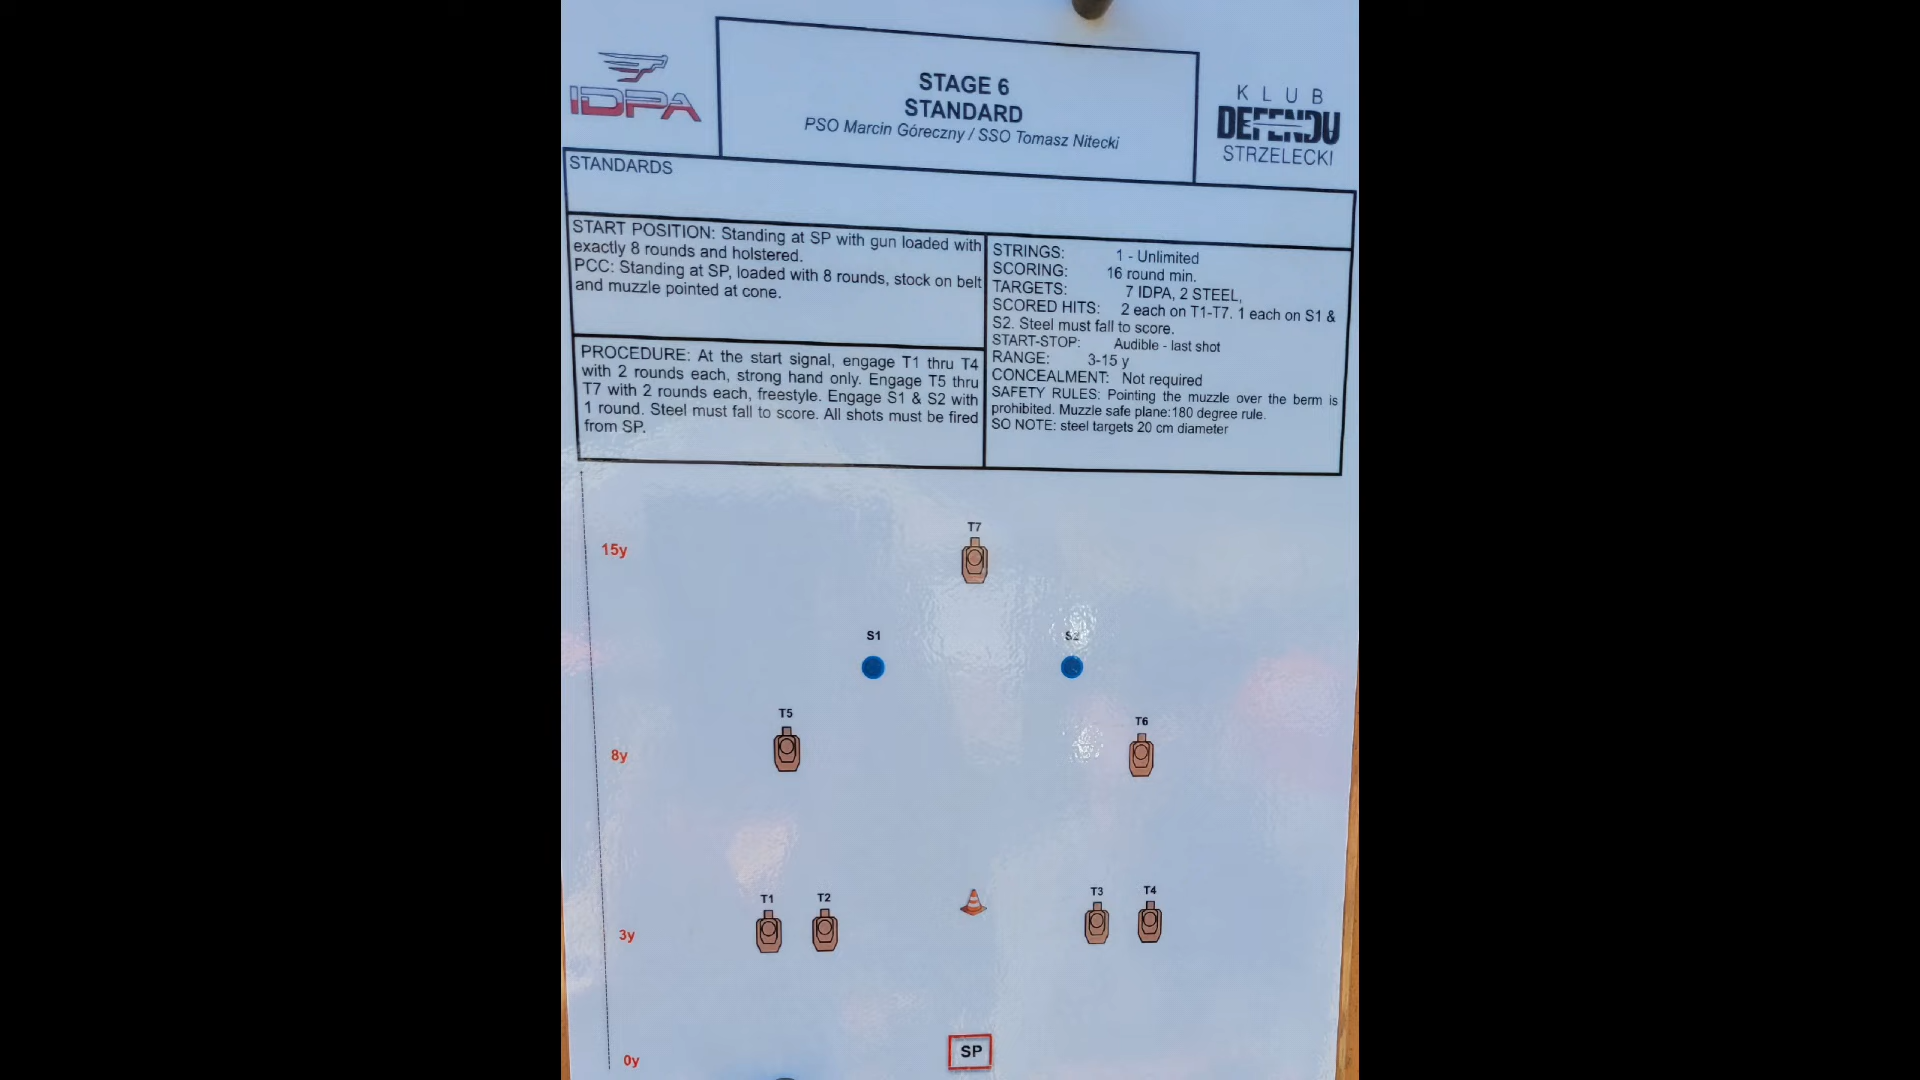 IDPA
STAGE 6
STANDARD
PSO Marcin Góreczny / SSO Tomasz Nitecki
KLUB
DEFENDU
STRZELECKI
STANDARDS
START POSITION: Standing at SP with gun loaded with
exactly 8 rounds and holstered.
PCC: Standing at SP, loaded with 8 rounds, stock on belt
and muzzle pointed at cone.
PROCEDURE: At the start signal, engage T1 thru T4
with 2 rounds each, strong hand only. Engage T5 thru
T7 with 2 rounds each, freestyle. Engage S1 & S2 with
1 round. Steel must fall to score. All shots must be fired
from SP.
STRINGS: 1 - Unlimited
SCORING: 16 round min.
TARGETS: 7 IDPA, 2 STEEL,
SCORED HITS: 2 each on T1-T7. 1 each on S1 &
S2. Steel must fall to score.
START-STOP: Audible - last shot
RANGE: 3-15 y
CONCEALMENT: Not required
SAFETY RULES: Pointing the muzzle over the berm is
prohibited. Muzzle safe plane:180 degree rule.
SO NOTE: steel targets 20 cm diameter
T7
15y
S1 S2
T5 T6
8y
T1 T2 T3 T4
3y
SP
0y